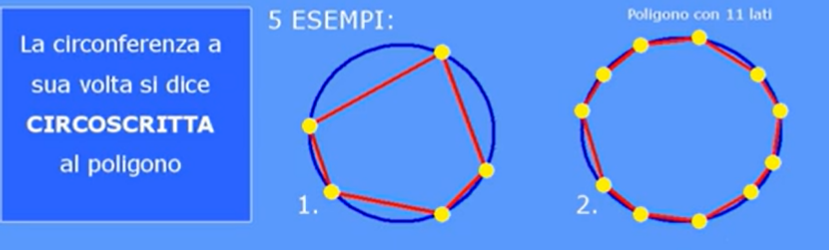 La circonferenza a
sua volta si dice
CIRCOSCRITTA
al poligono
5 ESEMPI:
1.
Poligono con 11 lati
2.